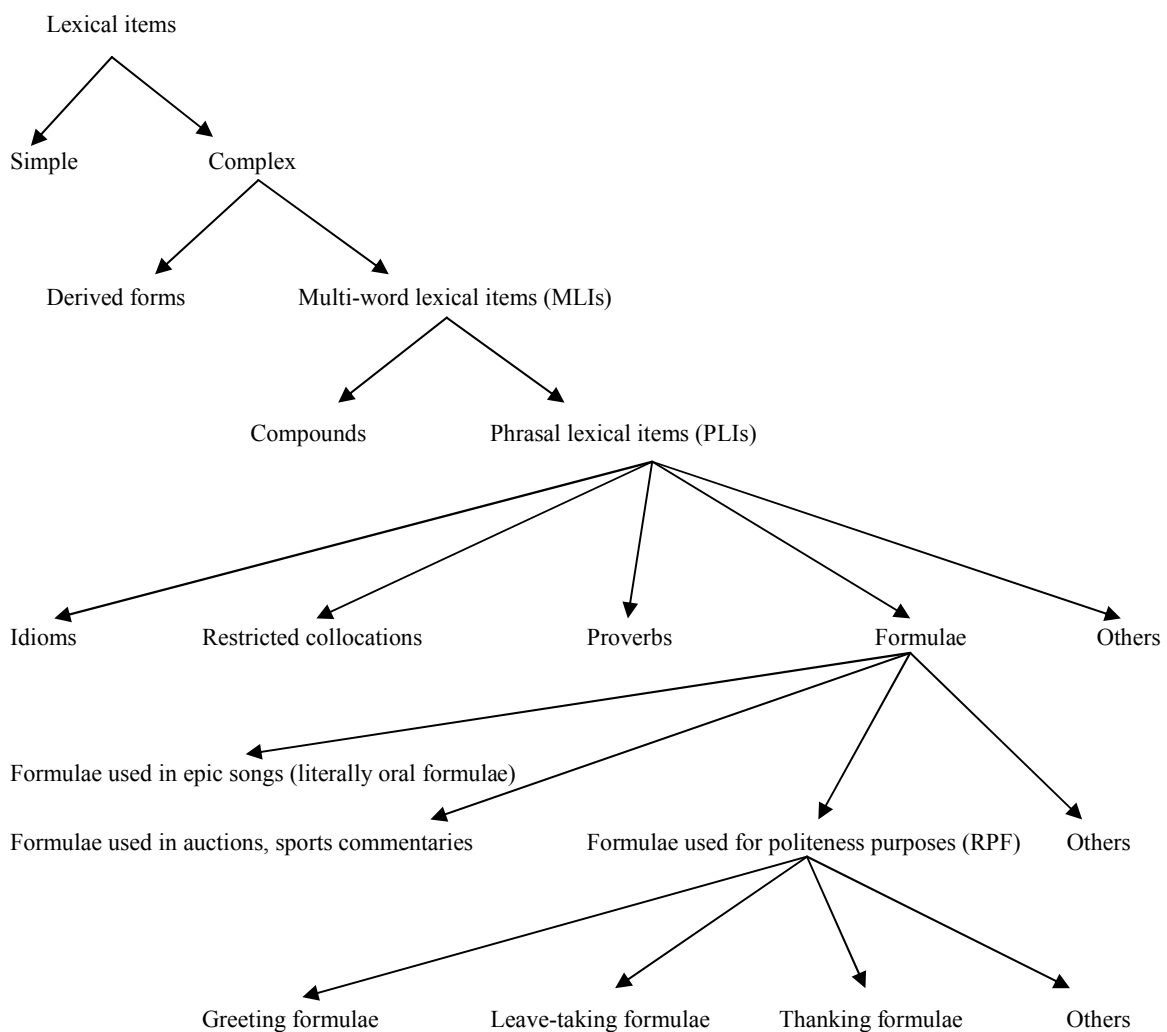 Lexical items
Simple Complex
Derived forms Multi-word lexical items (MLIs)
Compounds Phrasal lexical items (PLIs)
Idioms Restricted collocations Proverbs Formulae Others
Formulae used in epic songs (literally oral formulae)
Formulae used in auctions, sports commentaries Formulae used for politeness purposes (RPF) Others
Greeting formulae Leave-taking formulae Thanking formulae Others